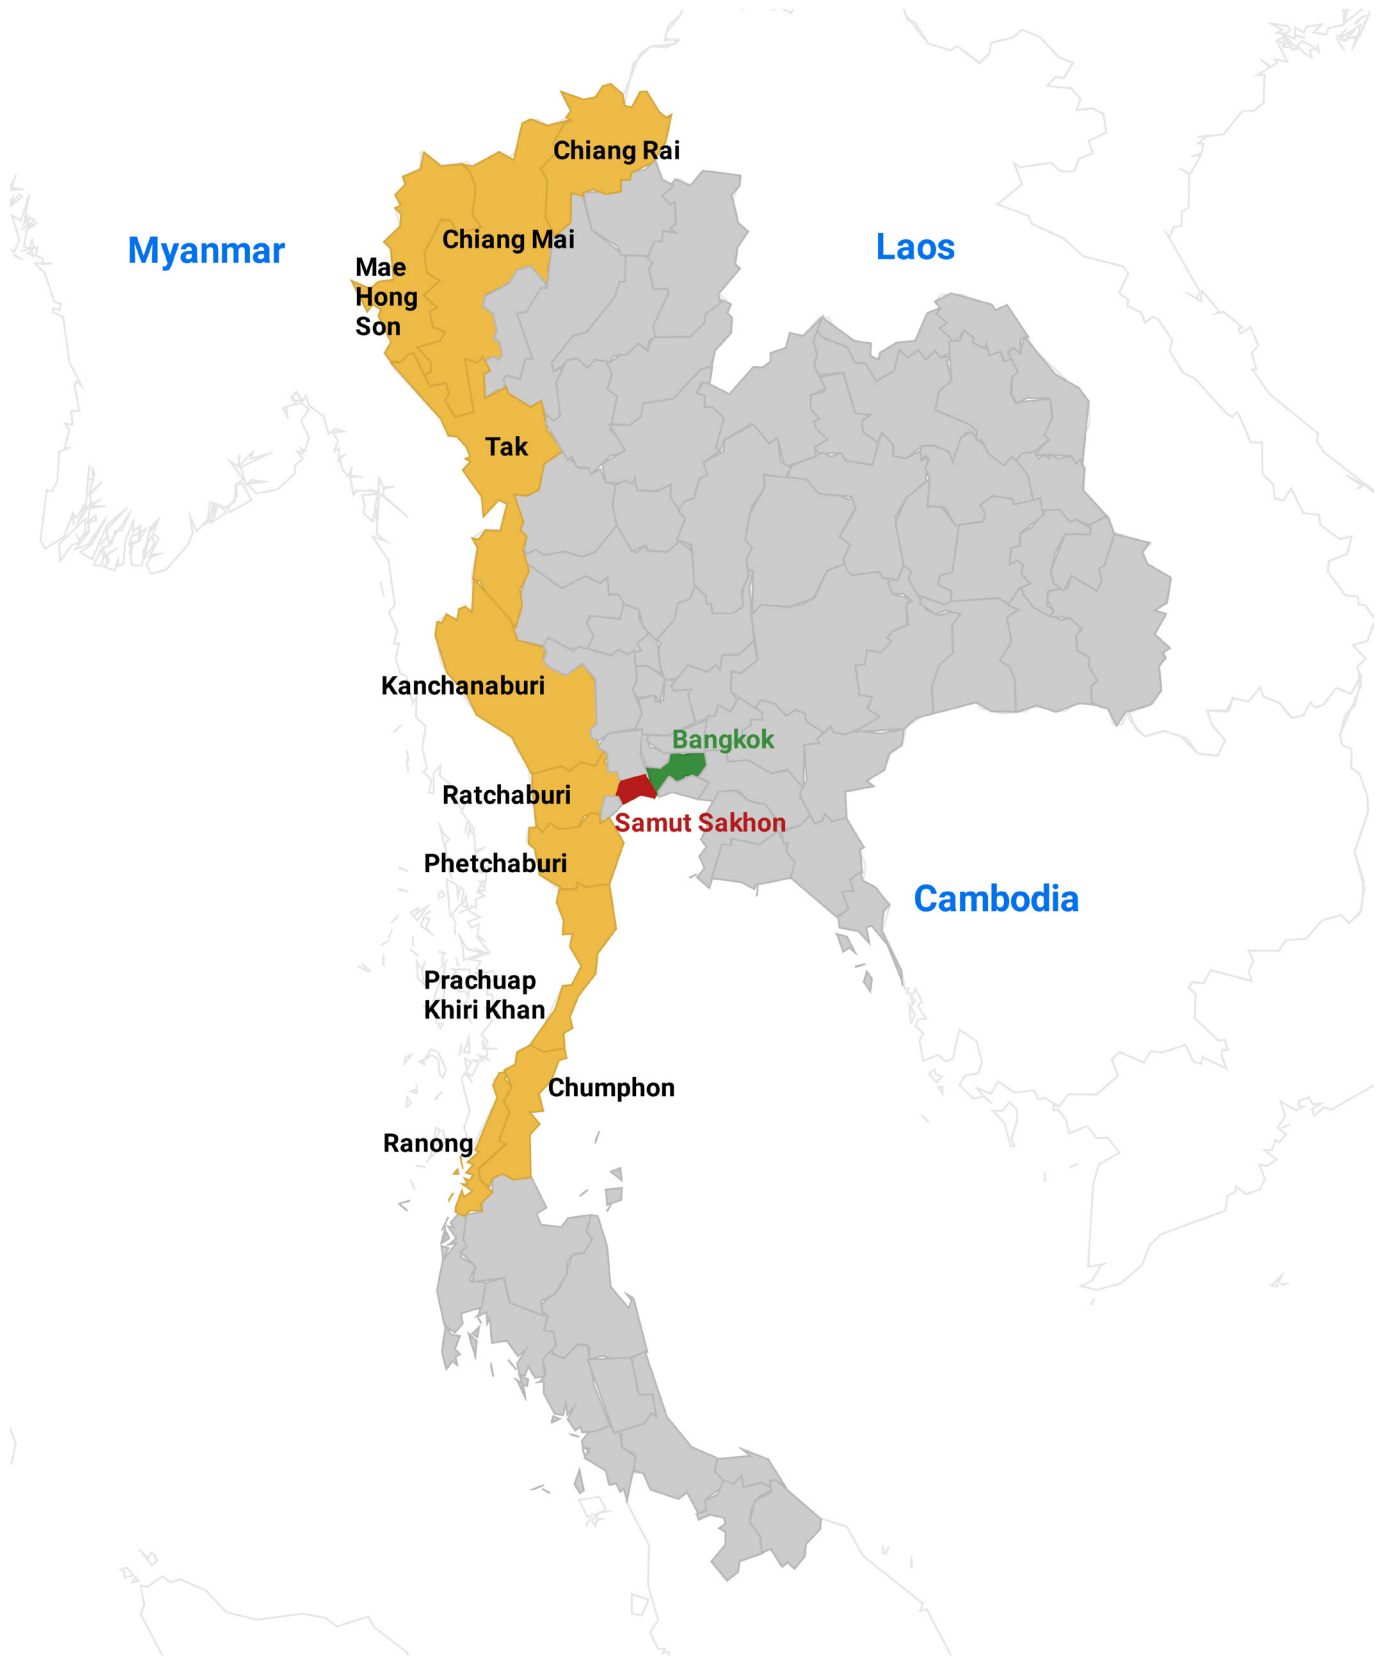 Chiang Rai
Myanmar
Chiang Mai
Laos
Mae
Hong
Son
Tak
Kanchanaburi
Bangkok
Ratchaburi
Samut Sakhon
Phetchaburi
Cambodia
Prachuap
Khiri Khan
Chumphon
Ranong